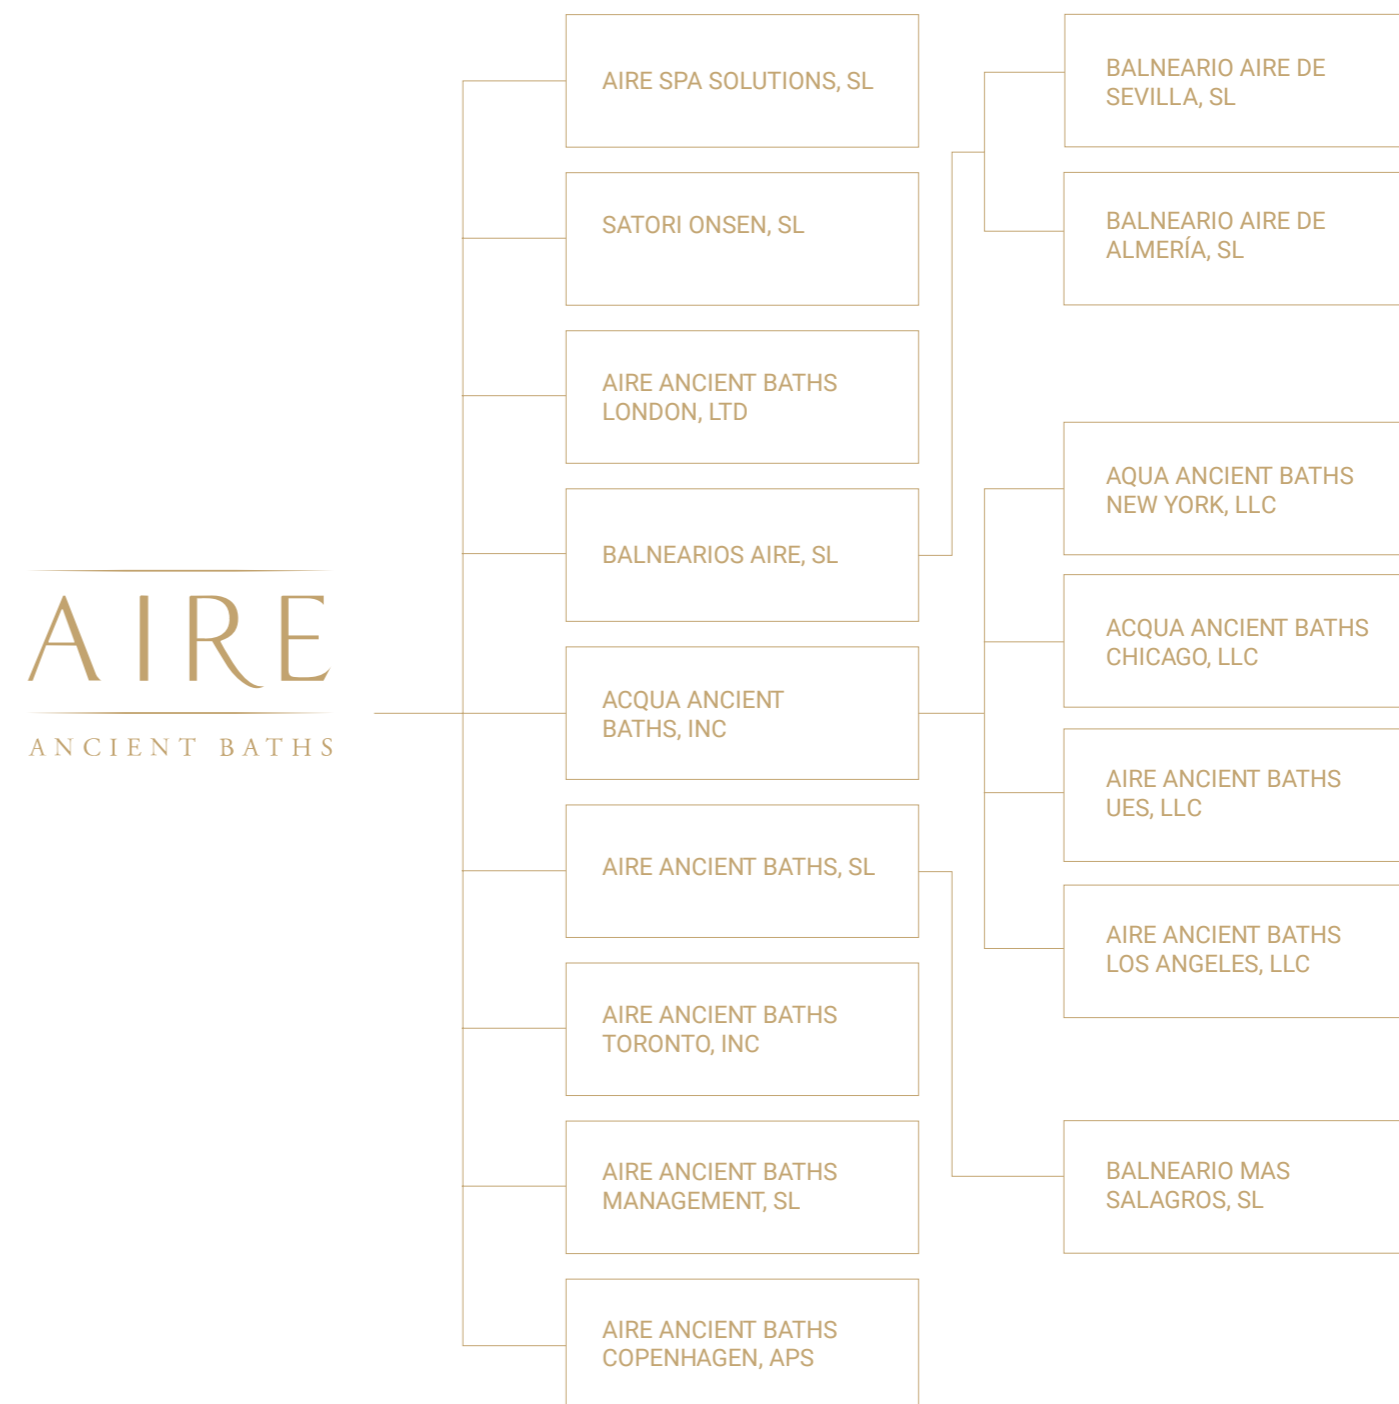 AIRE
ANCIENT BATHS
AIRE SPA SOLUTIONS, SL
SATORI ONSEN, SL
AIRE ANCIENT BATHS
LONDON, LTD
BALNEARIOS AIRE, SL
ACQUA ANCIENT
BATHS, INC
AIRE ANCIENT BATHS, SL
AIRE ANCIENT BATHS
TORONTO, INC
AIRE ANCIENT BATHS
MANAGEMENT, SL
AIRE ANCIENT BATHS
COPENHAGEN, APS
BALNEARIO AIRE DE
SEVILLA, SL
BALNEARIO AIRE DE
ALMERÍA, SL
AQUA ANCIENT BATHS
NEW YORK, LLC
ACQUA ANCIENT BATHS
CHICAGO, LLC
AIRE ANCIENT BATHS
UES, LLC
AIRE ANCIENT BATHS
LOS ANGELES, LLC
BALNEARIO MAS
SALAGROS, SL